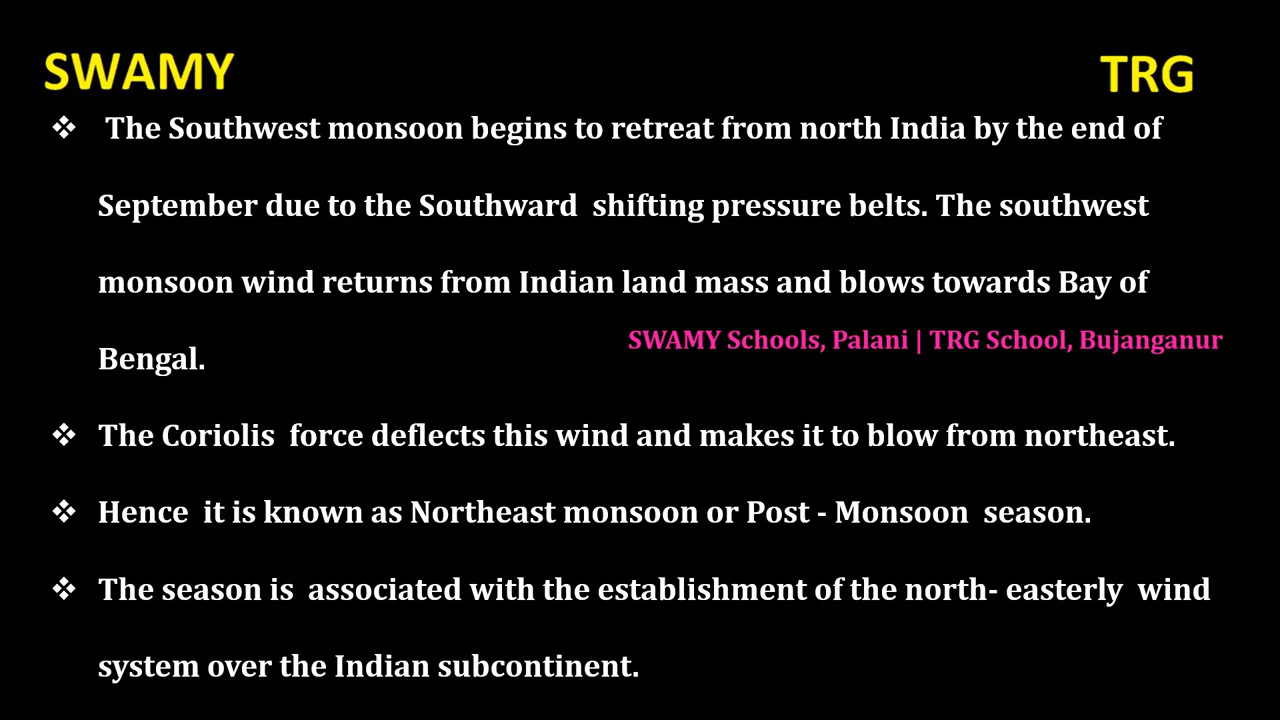 SWAMY
TRG
❖ The Southwest monsoon begins to retreat from north India by the end of
September due to the Southward shifting pressure belts. The southwest
monsoon wind returns from Indian land mass and blows towards Bay of
SWAMY Schools, Palani | TRG School, Bujanganur
Bengal.
❖ The Coriolis force deflects this wind and makes it to blow from northeast.
❖ Hence it is known as Northeast monsoon or Post - Monsoon season.
❖ The season is associated with the establishment of the north- easterly wind
system over the Indian subcontinent.